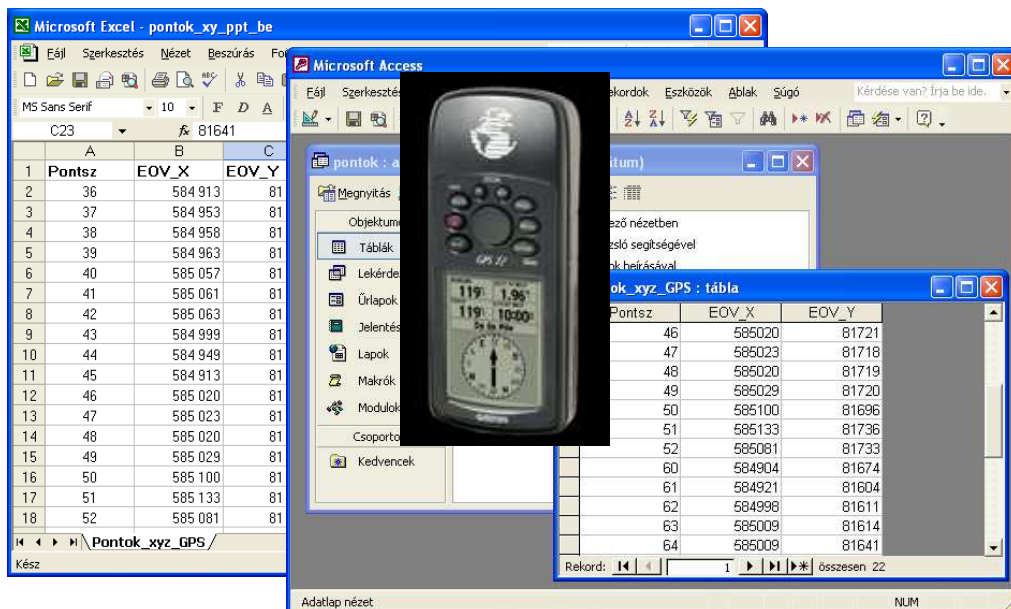 Microsoft Excel - pontok_xy_ppt_be
Fájl Szerkesztés Nézet Beszúrás
MS Sans Serif 10 F D A
C23 fx 81641
A B C
1 Pontsz EOV_X EOV_Y
2 36 584 913 81
3 37 584 953 81
4 38 584 958 81
5 39 584 963 81
6 40 585 057 81
7 41 585 061 81
8 42 585 063 81
9 43 584 999 81
10 44 584 949 81
11 45 584 913 81
12 46 585 020 81
13 47 585 023 81
14 48 585 020 81
15 49 585 029 81
16 50 585 100 81
17 51 585 133 81
18 52 585 081 81
Pontok_xyz_GPS
Kész
Microsoft Access
Fájl Szerkeszté ekordok Eszközök Ablak Súgó Kérdése van? Írja be ide.
pontok : a átum)
Megnyitás
Objektum
Táblák
Lekérde
Űrlapok
Jelentés
Lapok
Makrók
Modulok
Csoporto
Kedvencek
ező nézetben
zsló segítségével
ok beírásával
GPS 72
119 1.96
119 10:00
GARMIN
ok_xyz_GPS : tábla
Pontsz EOV_X EOV_Y
46 585020 81721
47 585023 81718
48 585020 81719
49 585029 81720
50 585100 81696
51 585133 81736
52 585081 81733
60 584904 81674
61 584921 81604
62 584998 81611
63 585009 81614
64 585009 81641
Rekord: 1 összesen 22
Adatlap nézet NUM